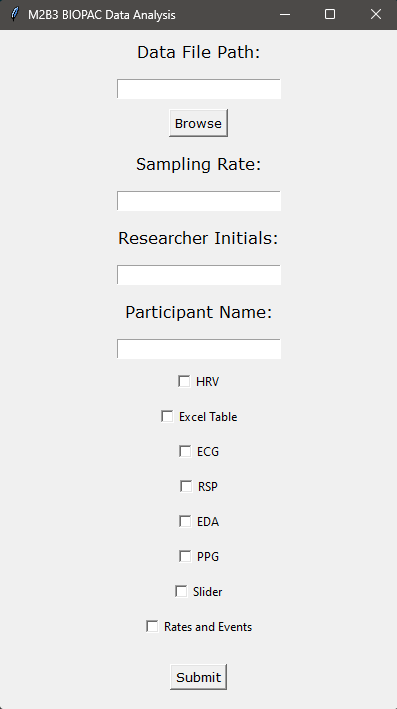 M2B3 BIOPAC Data Analysis
Data File Path:
Browse
Sampling Rate:
Researcher Initials:
Participant Name:
HRV
Excel Table
ECG
RSP
EDA
PPG
Slider
Rates and Events
Submit